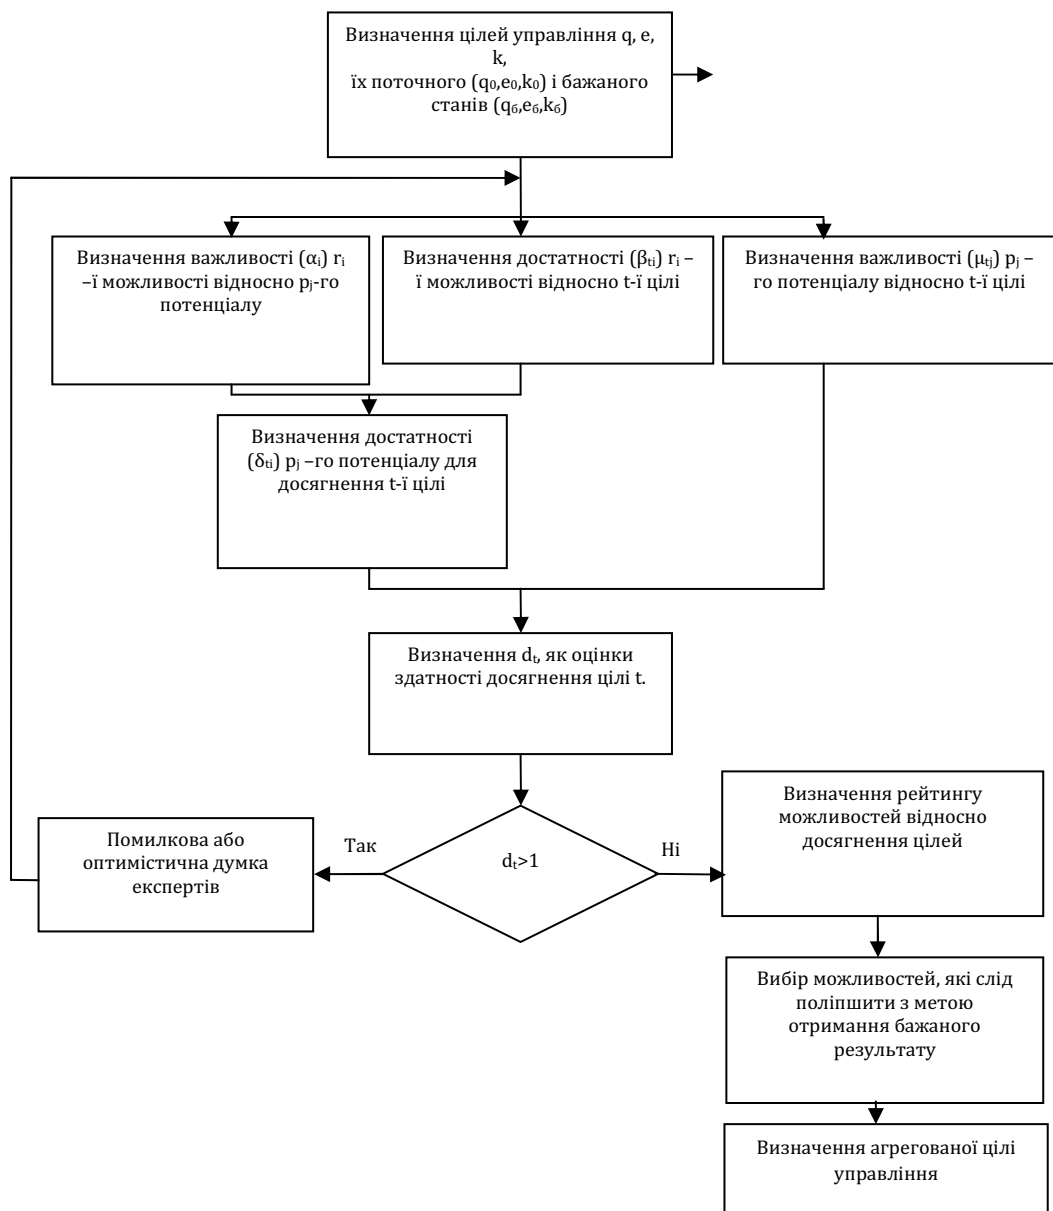 Визначення цілей управління q, e,
k,
їх поточного (q₀,e₀,k₀) і бажаного
станів (qб,eб,kб)
Визначення важливості (αᵢ) rᵢ
–ї можливості відносно pⱼ-го
потенціалу
Визначення достатності (βₜᵢ) rᵢ –
ї можливості відносно t-ї цілі
Визначення важливості (μₜⱼ) pⱼ –
го потенціалу відносно t-ї цілі
Визначення достатності
(δₜᵢ) pⱼ –го потенціалу для
досягнення t-ї цілі
Визначення dₜ, як оцінки
здатності досягнення цілі t.
Визначення рейтингу
можливостей відносно
досягнення цілей
Помилкова або
оптимістична думка
експертів
Так
dₜ>1
Ні
Вибір можливостей, які слід
поліпшити з метою
отримання бажаного
результату
Визначення агрегованої цілі
управління